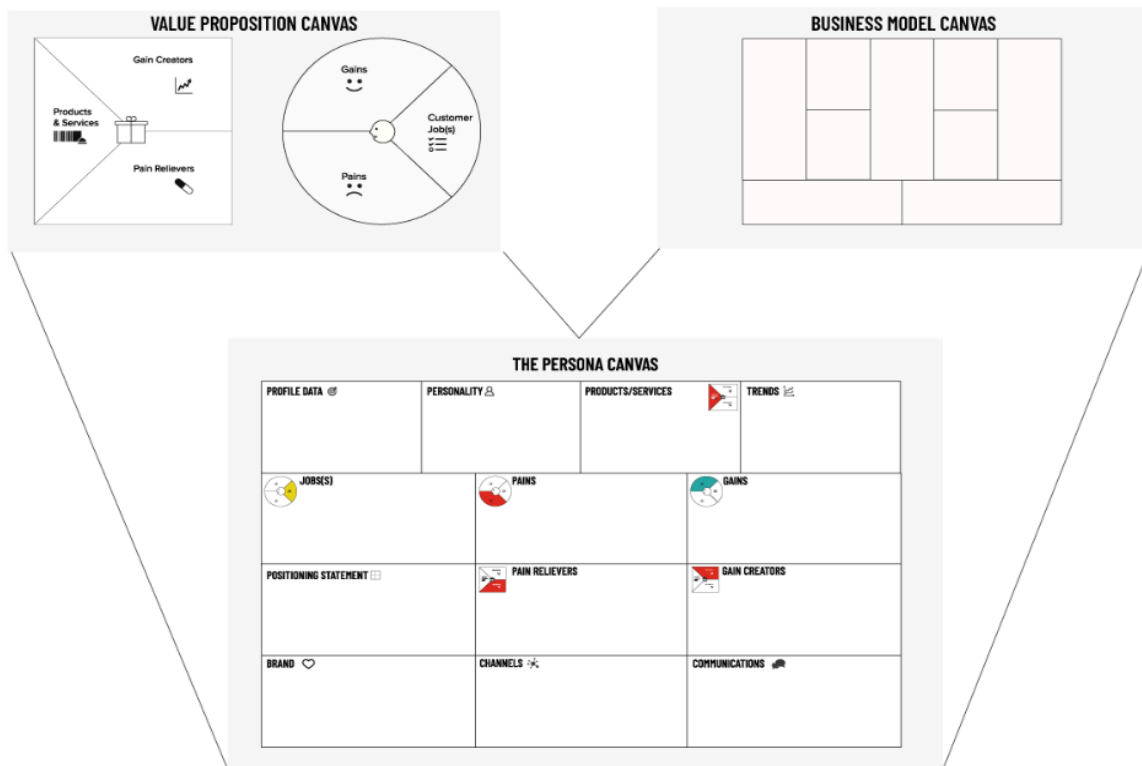 VALUE PROPOSITION CANVAS
Gain Creators
Products
& Services
Pain Relievers
Gains
Customer
Job(s)
Pains
BUSINESS MODEL CANVAS
THE PERSONA CANVAS
PROFILE DATA
PERSONALITY
PRODUCTS/SERVICES
TRENDS
JOBS(S)
PAINS
GAINS
POSITIONING STATEMENT
PAIN RELIEVERS
GAIN CREATORS
BRAND
CHANNELS
COMMUNICATIONS